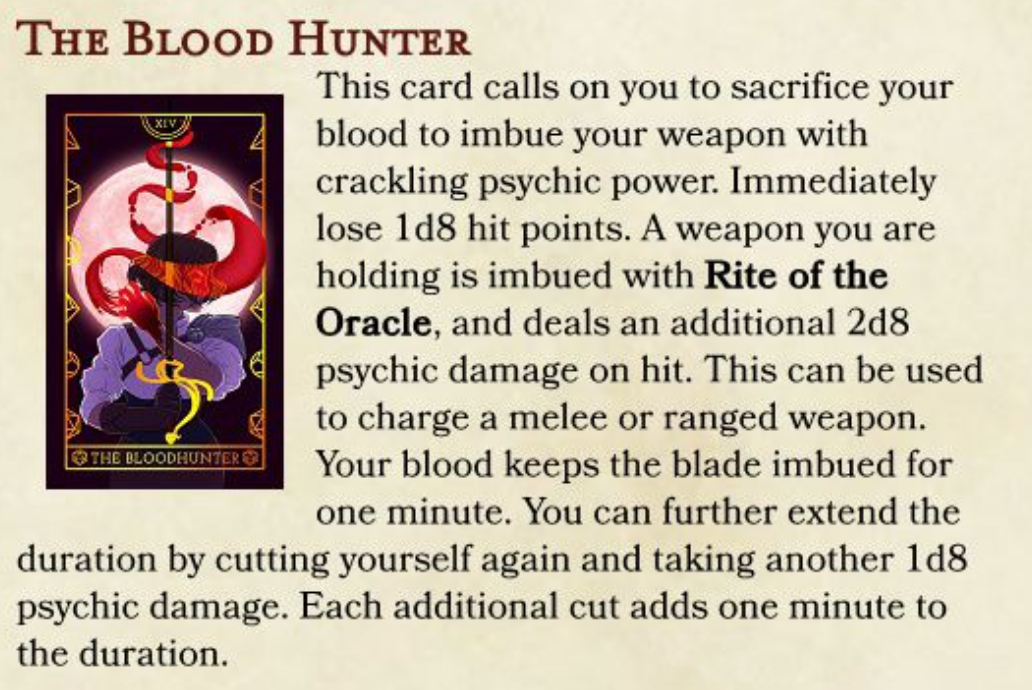 THE BLOOD HUNTER
XIV
THE BLOODHUNTER
This card calls on you to sacrifice your
blood to imbue your weapon with
crackling psychic power. Immediately
lose 1d8 hit points. A weapon you are
holding is imbued with Rite of the
Oracle, and deals an additional 2d8
psychic damage on hit. This can be used
to charge a melee or ranged weapon.
Your blood keeps the blade imbued for
one minute. You can further extend the
duration by cutting yourself again and taking another 1d8
psychic damage. Each additional cut adds one minute to
the duration.